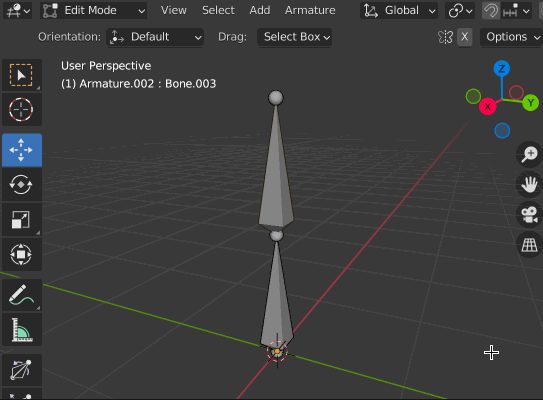 Edit Mode View Select Add Armature Global
Orientation: Default Drag: Select Box X Options
User Perspective
(1) Armature.002 : Bone.003
Z
Y
X